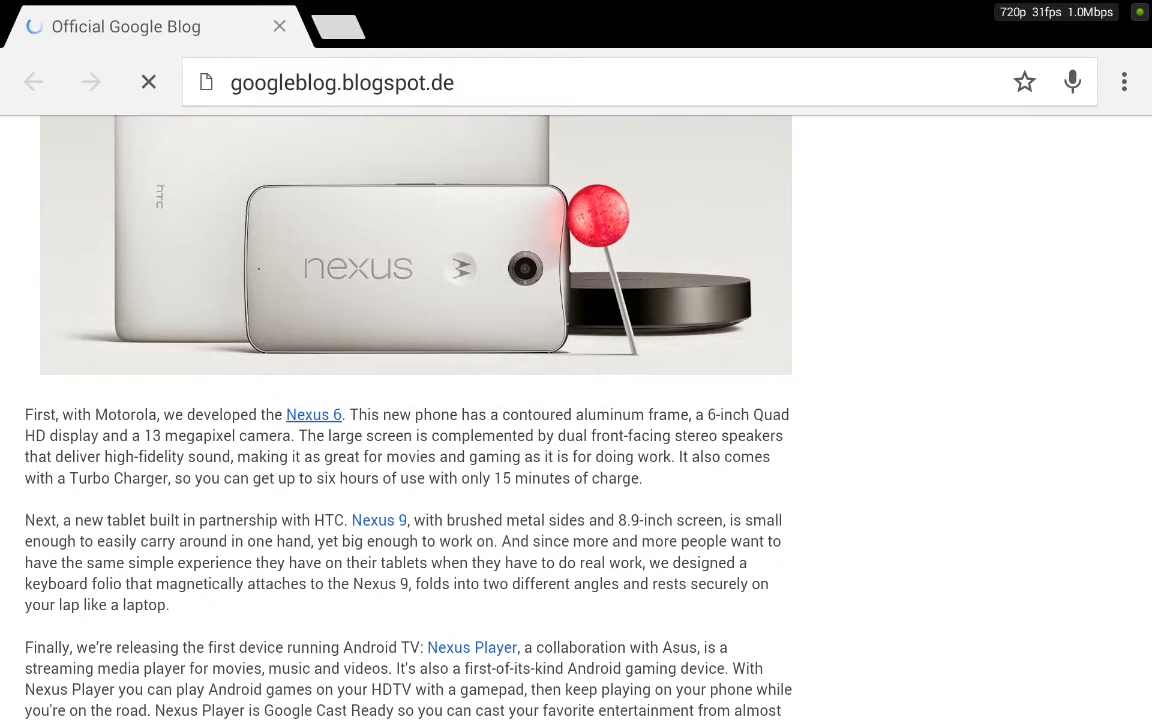 720p 31fps 1.0Mbps
Official Google Blog
googleblog.blogspot.de
htc
nexus
First, with Motorola, we developed the Nexus 6. This new phone has a contoured aluminum frame, a 6-inch Quad
HD display and a 13 megapixel camera. The large screen is complemented by dual front-facing stereo speakers
that deliver high-fidelity sound, making it as great for movies and gaming as it is for doing work. It also comes
with a Turbo Charger, so you can get up to six hours of use with only 15 minutes of charge.
Next, a new tablet built in partnership with HTC. Nexus 9, with brushed metal sides and 8.9-inch screen, is small
enough to easily carry around in one hand, yet big enough to work on. And since more and more people want to
have the same simple experience they have on their tablets when they have to do real work, we designed a
keyboard folio that magnetically attaches to the Nexus 9, folds into two different angles and rests securely on
your lap like a laptop.
Finally, we're releasing the first device running Android TV: Nexus Player, a collaboration with Asus, is a
streaming media player for movies, music and videos. It's also a first-of-its-kind Android gaming device. With
Nexus Player you can play Android games on your HDTV with a gamepad, then keep playing on your phone while
you're on the road. Nexus Player is Google Cast Ready so you can cast your favorite entertainment from almost